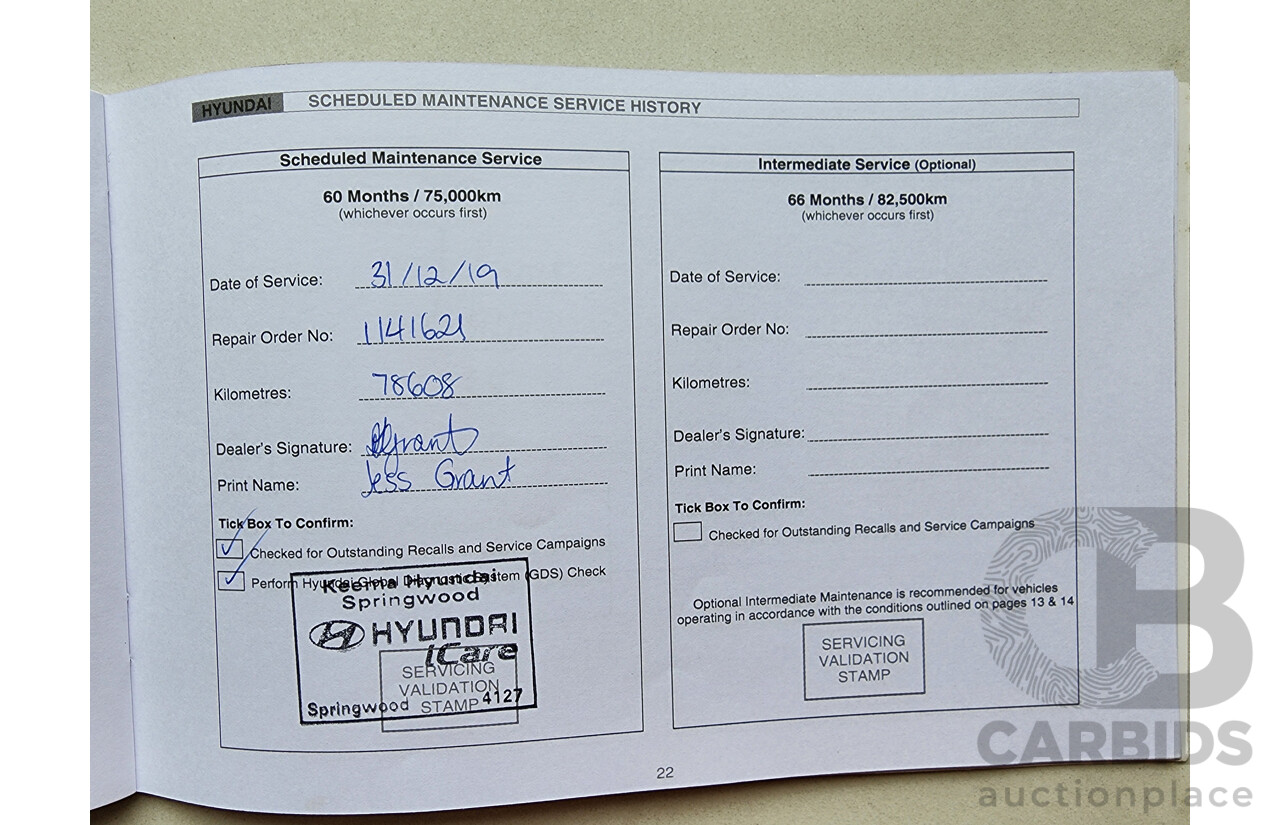 HYUNDAI SCHEDULED MAINTENANCE SERVICE HISTORY
Scheduled Maintenance Service
60 Months / 75,000km
(whichever occurs first)
Date of Service: 31/12/19
Repair Order No: 1141621
Kilometres: 78608
Dealer's Signature: Grant
Print Name: Jess Grant
Tick Box To Confirm:
Checked for Outstanding Recalls and Service Campaigns
Perform Hyundai Global Diagnostic System (GDS) Check
Keema Hyundai
Springwood
HYUNDAI
iCare
Springwood 4127
SERVICING
VALIDATION
STAMP
Intermediate Service (Optional)
66 Months / 82,500km
(whichever occurs first)
Date of Service:
Repair Order No:
Kilometres:
Dealer's Signature:
Print Name:
Tick Box To Confirm:
Checked for Outstanding Recalls and Service Campaigns
Optional Intermediate Maintenance is recommended for vehicles
operating in accordance with the conditions outlined on pages 13 & 14
SERVICING
VALIDATION
STAMP
22
CB
CARBIDS
auctionplace